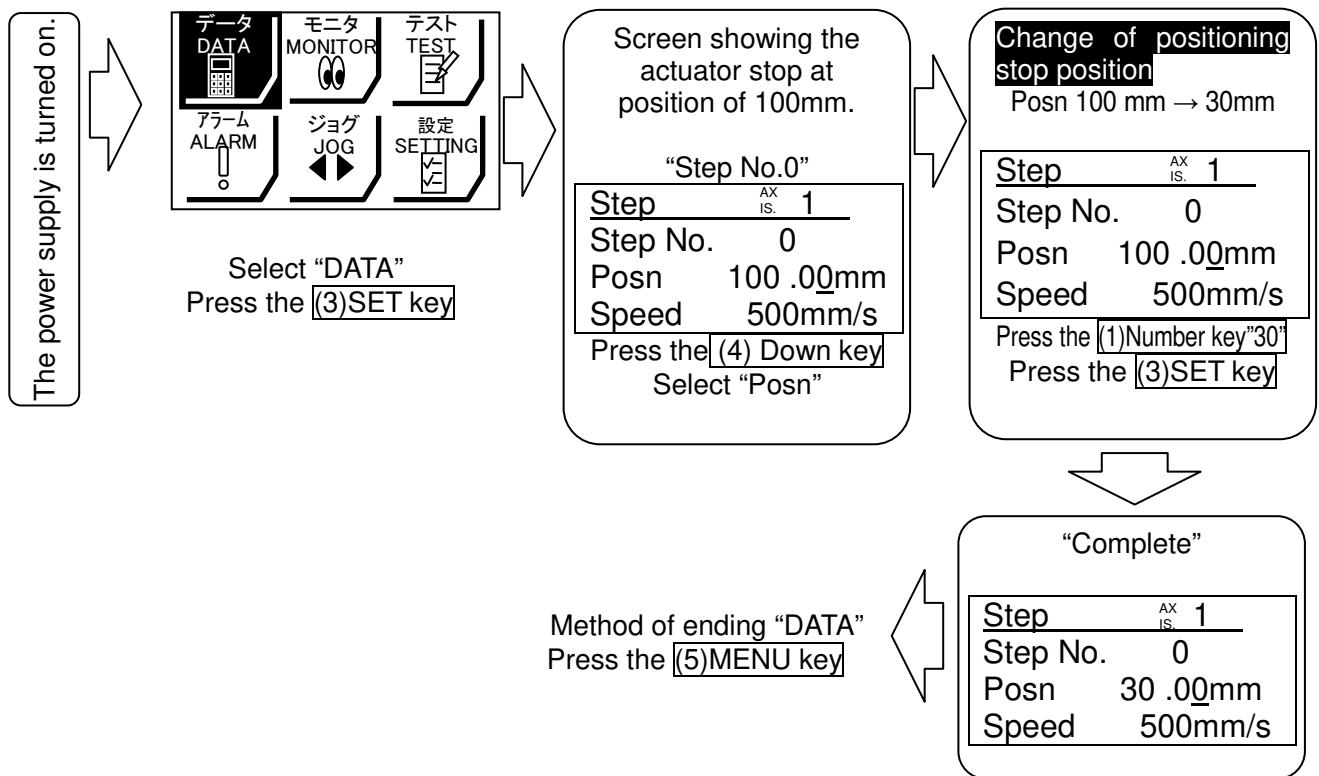 The power supply is turned on.
データ
DATA
モニタ
MONITOR
テスト
TEST
アラーム
ALARM
ジョグ
JOG
設定
SETTING
Select “DATA”
Press the (3)SET key
Screen showing the
actuator stop at
position of 100mm.
“Step No.0”
Step AX IS. 1
Step No. 0
Posn 100 .00mm
Speed 500mm/s
Press the (4) Down key
Select “Posn”
Change of positioning
stop position
Posn 100 mm → 30mm
Step AX IS. 1
Step No. 0
Posn 100 .00mm
Speed 500mm/s
Press the (1)Number key”30”
Press the (3)SET key
“Complete”
Step AX IS. 1
Step No. 0
Posn 30 .00mm
Speed 500mm/s
Method of ending “DATA”
Press the (5)MENU key